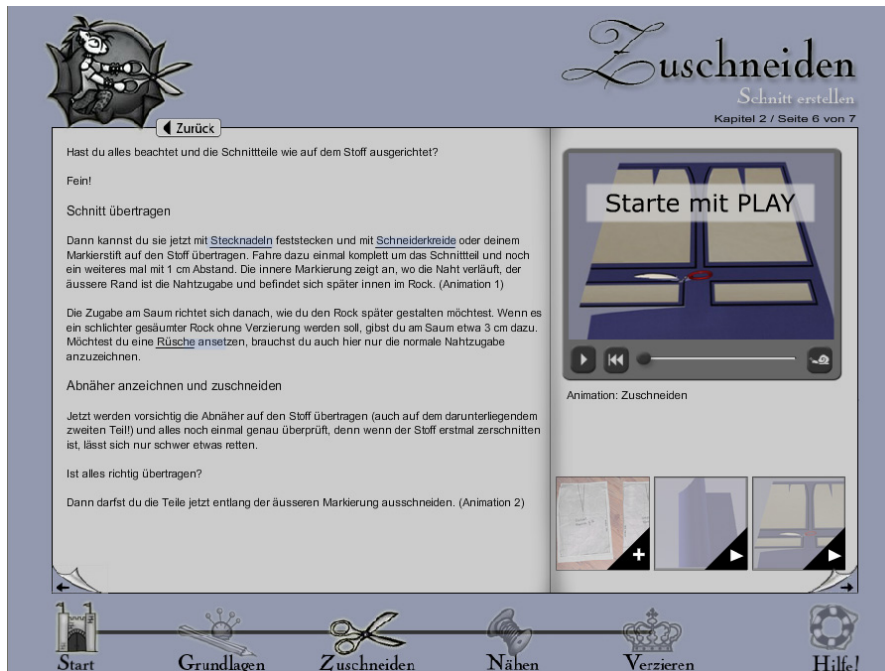 Zuschneiden
Schnitt erstellen
Kapitel 2 / Seite 6 von 7
Zurück
Hast du alles beachtet und die Schnittteile wie auf dem Stoff ausgerichtet?
Fein!
Schnitt übertragen
Dann kannst du sie jetzt mit Stecknadeln feststecken und mit Schneiderkreide oder deinem
Markierstift auf den Stoff übertragen. Fahre dazu einmal komplett um das Schnittteil und noch
ein weiteres mal mit 1 cm Abstand. Die innere Markierung zeigt an, wo die Naht verläuft, der
äussere Rand ist die Nahtzugabe und befindet sich später innen im Rock. (Animation 1)
Die Zugabe am Saum richtet sich danach, wie du den Rock später gestalten möchtest. Wenn es
ein schlichter gesäumter Rock ohne Verzierung werden soll, gibst du am Saum etwa 3 cm dazu.
Möchtest du eine Rüsche ansetzen, brauchst du auch hier nur die normale Nahtzugabe
anzuzeichnen.
Abnäher anzeichnen und zuschneiden
Jetzt werden vorsichtig die Abnäher auf den Stoff übertragen (auch auf dem darunterliegendem
zweiten Teil!) und alles noch einmal genau überprüft, denn wenn der Stoff erstmal zerschnitten
ist, lässt sich nur schwer etwas retten.
Ist alles richtig übertragen?
Dann darfst du die Teile jetzt entlang der äusseren Markierung ausschneiden. (Animation 2)
Starte mit PLAY
Animation: Zuschneiden
Start
Grundlagen
Zuschneiden
Nähen
Verzieren
Hilfe!